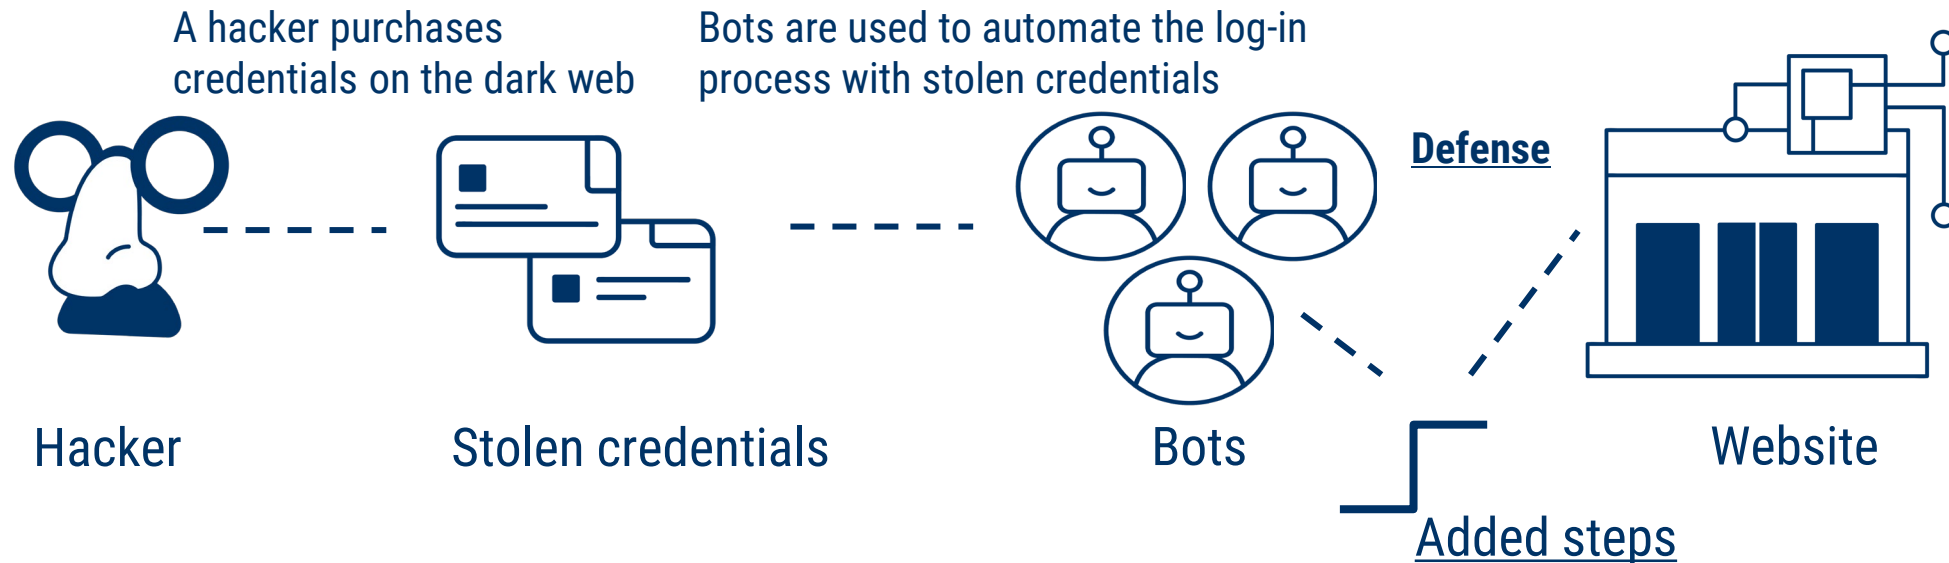 A hacker purchases
credentials on the dark web
Bots are used to automate the log-in
process with stolen credentials
Defense
Hacker
Stolen credentials
Bots
Website
Added steps